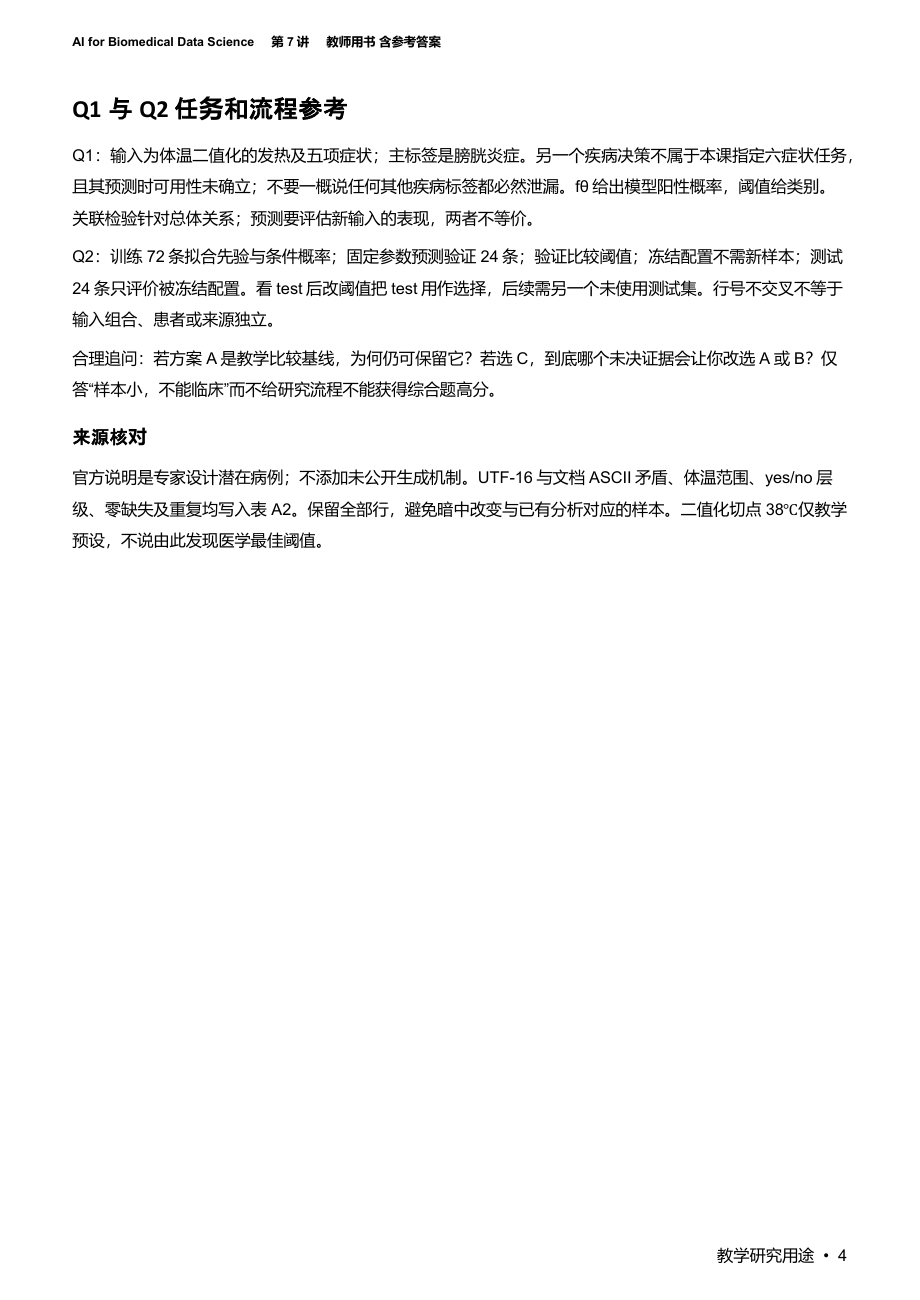 AI for Biomedical Data Science 第 7 讲 教师用书 含参考答案
Q1 与 Q2 任务和流程参考
Q1：输入为体温二值化的发热及五项症状；主标签是膀胱炎症。另一个疾病决策不属于本课指定六症状任务，
且其预测时可用性未确立；不要一概说任何其他疾病标签都必然泄漏。fθ 给出模型阳性概率，阈值给类别。
关联检验针对总体关系；预测要评估新输入的表现，两者不等价。
Q2：训练 72 条拟合先验与条件概率；固定参数预测验证 24 条；验证比较阈值；冻结配置不需新样本；测试
24 条只评价被冻结配置。看 test 后改阈值把 test 用作选择，后续需另一个未使用测试集。行号不交叉不等于
输入组合、患者或来源独立。
合理追问：若方案 A 是教学比较基线，为何仍可保留它？若选 C，到底哪个未决证据会让你改选 A 或 B？仅
答“样本小，不能临床”而不给研究流程不能获得综合题高分。
来源核对
官方说明是专家设计潜在病例；不添加未公开生成机制。UTF-16 与文档 ASCII 矛盾、体温范围、yes/no 层
级、零缺失及重复均写入表 A2。保留全部行，避免暗中改变与已有分析对应的样本。二值化切点 38℃仅教学
预设，不说由此发现医学最佳阈值。
教学研究用途 • 4